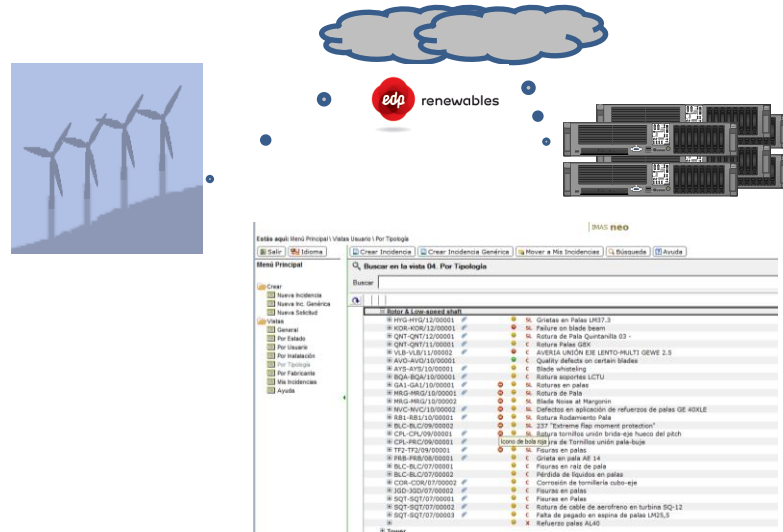 edp renewables
IMAS neo
Estás aquí: Menú Principal \ Vistas Usuario \ Por Tipología
Salir Idioma Crear Incidencia Crear Incidencia Genérica Mover a Mis Incidencias Búsqueda Ayuda
Menú Principal
Crear
Nueva Incidencia
Nueva Inc. Genérica
Nueva Solicitud
Vistas
General
Por Estado
Por Usuario
Por Instalación
Por Tipología
Por Fabricante
Mis Incidencias
Ayuda
Buscar en la vista 04. Por Tipología
Buscar
Rotor & Low-speed shaft
HYG-HYG/12/00001 SL Grietas en Palas LM37.3
KOR-KOR/12/00001 SL Failure on blade beam
QNT-QNT/12/00001 SL Rotura de Pala Quintanilla 03 -
QNT-QNT/11/00001 C Rotura Palas G8X
VLB-VLB/11/00002 C AVERIA UNIÓN EJE LENTO-MULTI GEWE 2.5
AVO-AVO/10/00001 C Quality defects on certain blades
AYS-AYS/10/00001 C Blade whisteling
BQA-BQA/10/00001 C Rotura soportes LCTU
GA1-GA1/10/00001 SL Roturas en palas
MRG-MRG/10/00001 SL Rotura de Pala
MRG-MRG/10/00002 SL Blade Noise at Margonin
NVC-NVC/10/00002 SL Defectos en aplicación de refuerzos de palas GE 40XLE
RB1-RB1/10/00001 SL Rotura Rodamiento Pala
BLC-BLC/09/00002 SL 237 "Extreme flap moment protection"
CPL-CPL/09/00001 SL Rotura tornillos unión brida-eje hueco del pitch
CPL-PRC/09/00001 Icono de bola roja ura de Tornillos unión pala-buje
TF2-TF2/09/00001 SL Fisuras en palas
PRB-PRB/08/00001 C Grieta en pala AE 14
BLC-BLC/07/00001 C Fisuras en raíz de pala
BLC-BLC/07/00002 C Pérdida de líquidos en palas
COR-COR/07/00002 C Corrosión de tornillería cubo-eje
JGD-JGD/07/00002 C Fisuras en palas
SQT-SQT/07/00001 C Fisuras en Palas
SQT-SQT/07/00002 C Rotura de cable de aerofreno en turbina SQ-12
SQT-SQT/07/00003 C Falta de pegado en espina de palas LM25,5
X Refuerzo palas AL40
Tower